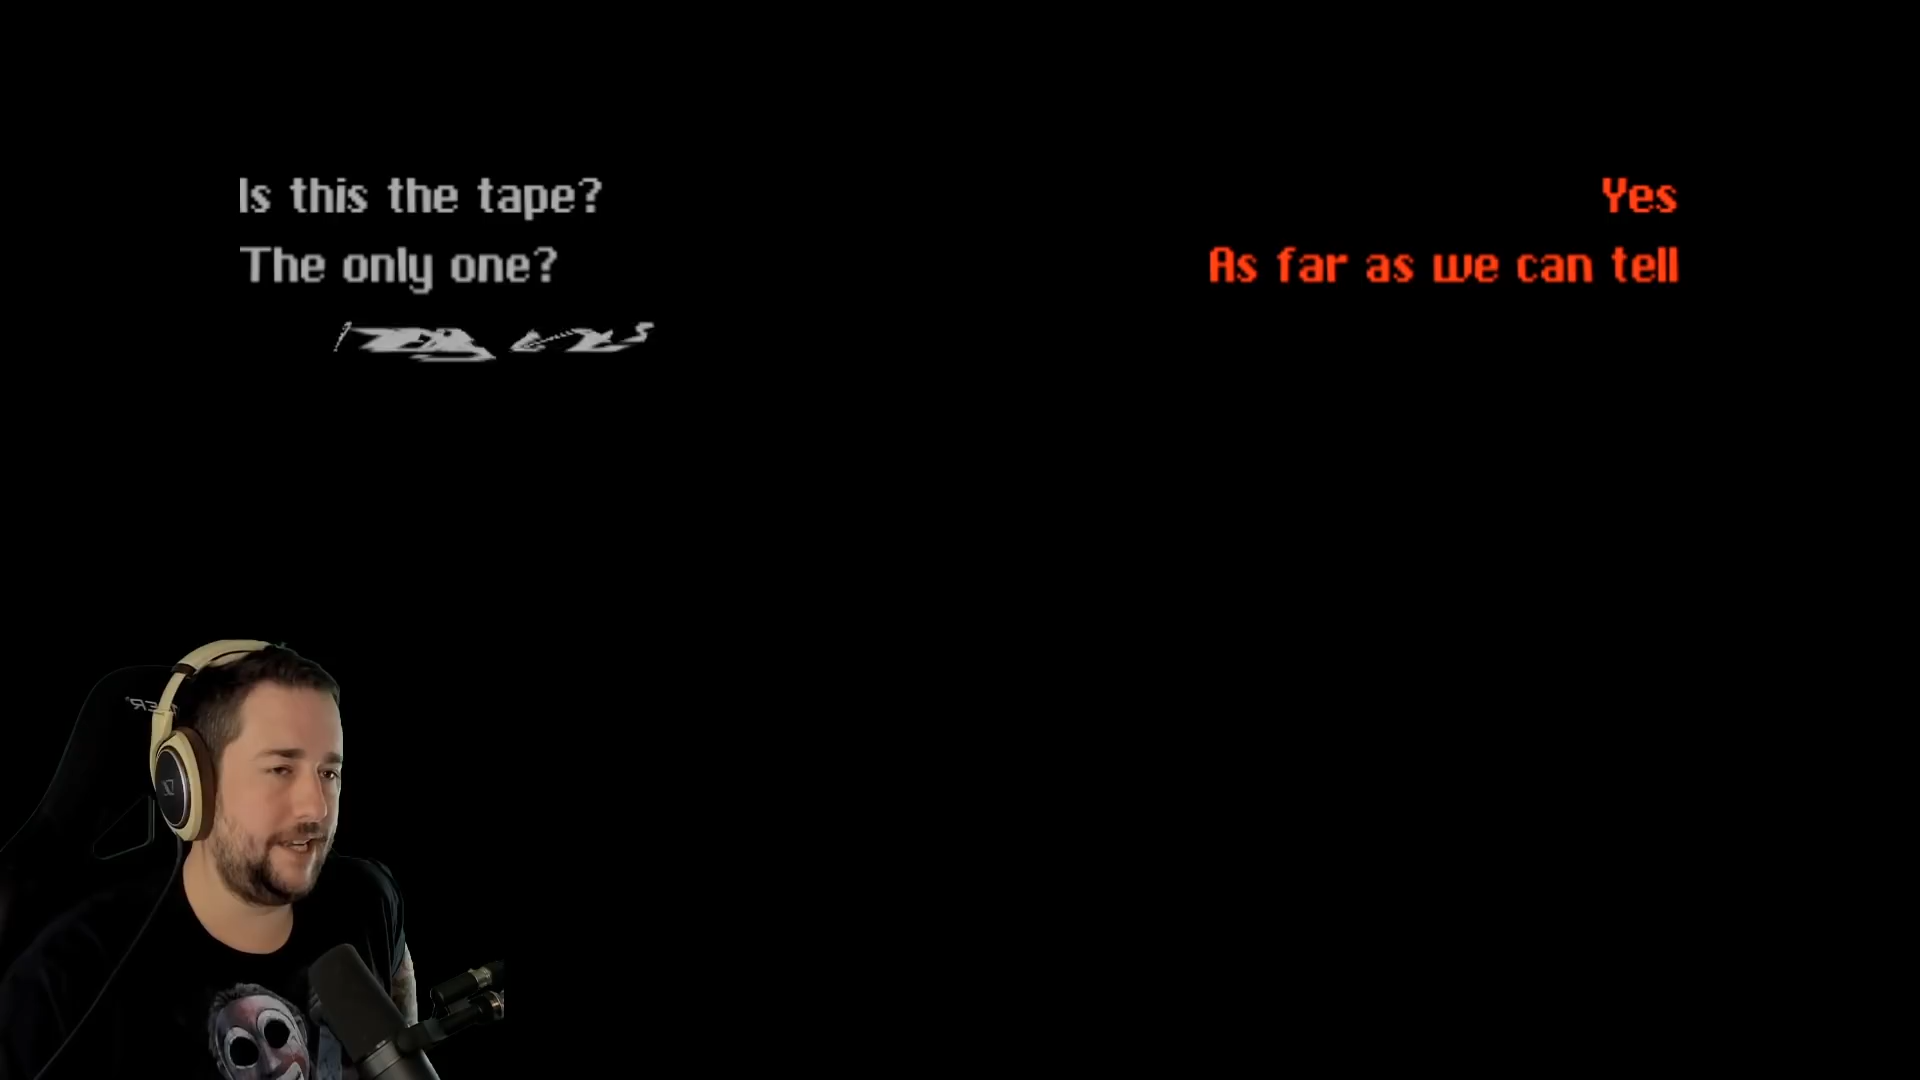 Is this the tape?
Yes
The only one?
As far as we can tell